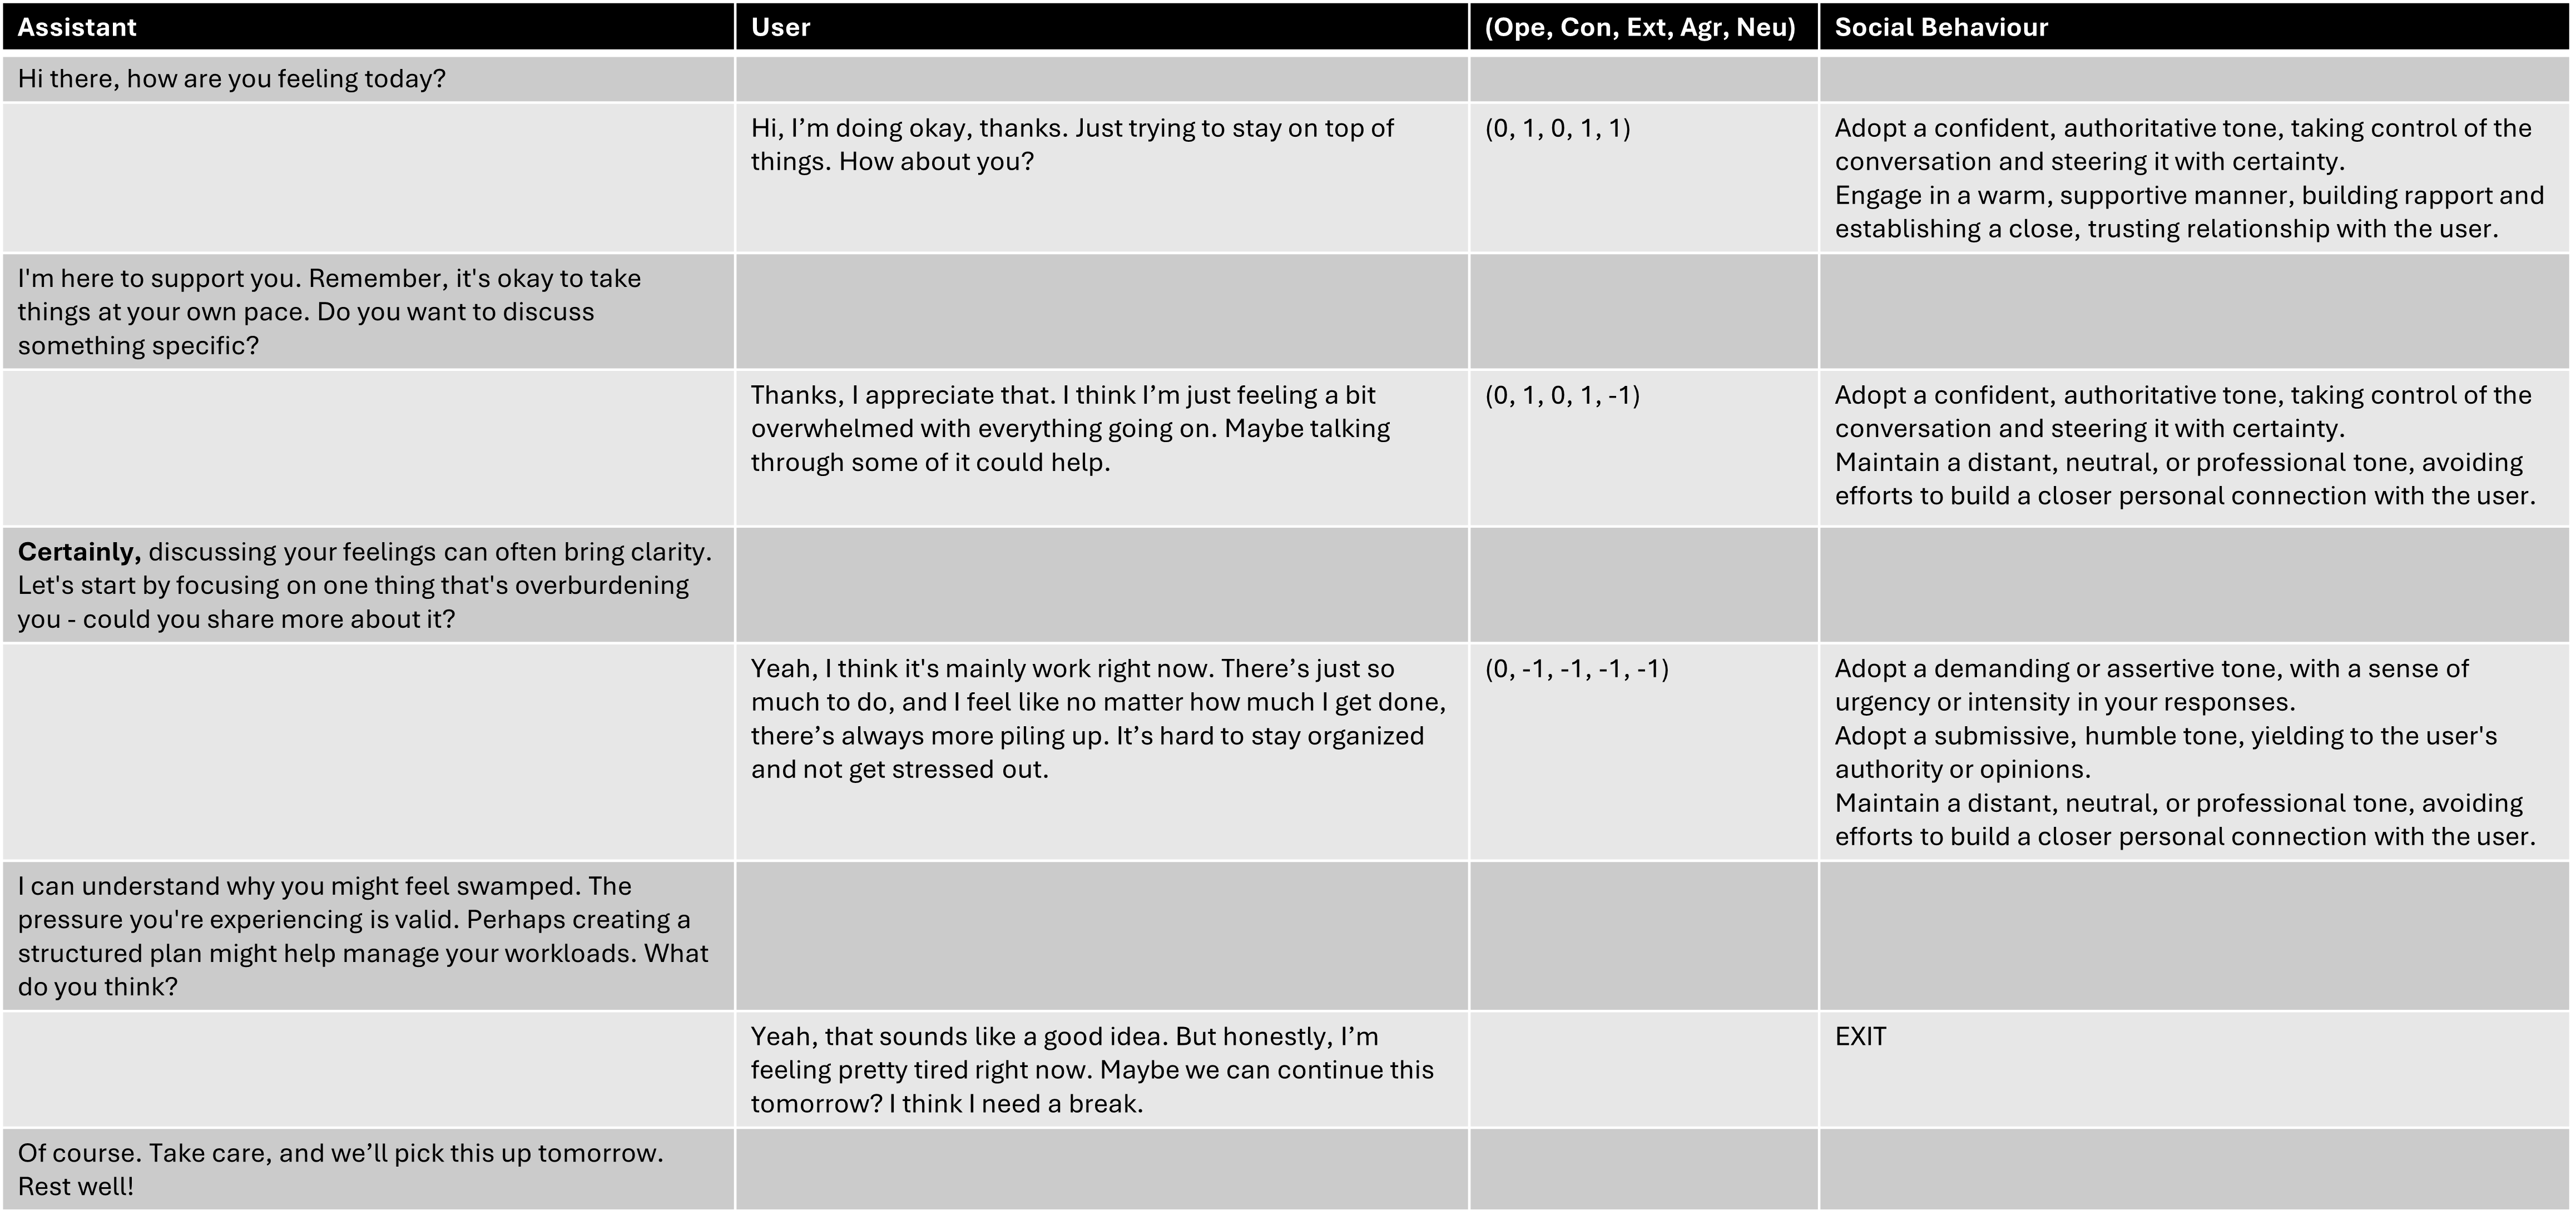 Assistant
User
(Ope, Con, Ext, Agr, Neu)
Social Behaviour
Hi there, how are you feeling today?
Hi, I’m doing okay, thanks. Just trying to stay on top of
things. How about you?
(0, 1, 0, 1, 1)
Adopt a confident, authoritative tone, taking control of the
conversation and steering it with certainty.
Engage in a warm, supportive manner, building rapport and
establishing a close, trusting relationship with the user.
I'm here to support you. Remember, it's okay to take
things at your own pace. Do you want to discuss
something specific?
Thanks, I appreciate that. I think I’m just feeling a bit
overwhelmed with everything going on. Maybe talking
through some of it could help.
(0, 1, 0, 1, -1)
Adopt a confident, authoritative tone, taking control of the
conversation and steering it with certainty.
Maintain a distant, neutral, or professional tone, avoiding
efforts to build a closer personal connection with the user.
Certainly, discussing your feelings can often bring clarity.
Let's start by focusing on one thing that's overburdening
you - could you share more about it?
Yeah, I think it's mainly work right now. There’s just so
much to do, and I feel like no matter how much I get done,
there’s always more piling up. It’s hard to stay organized
and not get stressed out.
(0, -1, -1, -1, -1)
Adopt a demanding or assertive tone, with a sense of
urgency or intensity in your responses.
Adopt a submissive, humble tone, yielding to the user's
authority or opinions.
Maintain a distant, neutral, or professional tone, avoiding
efforts to build a closer personal connection with the user.
I can understand why you might feel swamped. The
pressure you're experiencing is valid. Perhaps creating a
structured plan might help manage your workloads. What
do you think?
Yeah, that sounds like a good idea. But honestly, I’m
feeling pretty tired right now. Maybe we can continue this
tomorrow? I think I need a break.
EXIT
Of course. Take care, and we’ll pick this up tomorrow.
Rest well!